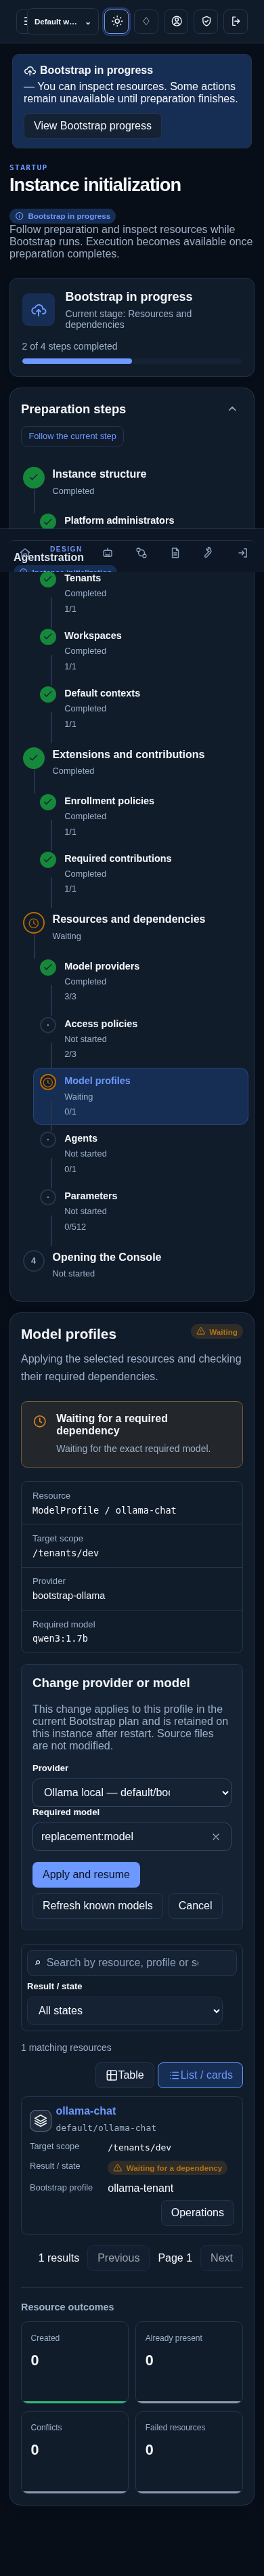 Default w...
Bootstrap in progress
— You can inspect resources. Some actions
remain unavailable until preparation finishes.
View Bootstrap progress
STARTUP
Instance initialization
Bootstrap in progress
Follow preparation and inspect resources while
Bootstrap runs. Execution becomes available once
preparation completes.
Bootstrap in progress
Current stage: Resources and
dependencies
2 of 4 steps completed
Preparation steps
Follow the current step
Instance structure
Completed
Platform administrators
DESIGN
Agentstration
Instance initialization
Tenants
Completed
1/1
Workspaces
Completed
1/1
Default contexts
Completed
1/1
Extensions and contributions
Completed
Enrollment policies
Completed
1/1
Required contributions
Completed
1/1
Resources and dependencies
Waiting
Model providers
Completed
3/3
Access policies
Not started
2/3
Model profiles
Waiting
0/1
Agents
Not started
0/1
Parameters
Not started
0/512
4
Opening the Console
Not started
Model profiles
Waiting
Applying the selected resources and checking
their required dependencies.
Waiting for a required
dependency
Waiting for the exact required model.
Resource
ModelProfile / ollama-chat
Target scope
/tenants/dev
Provider
bootstrap-ollama
Required model
qwen3:1.7b
Change provider or model
This change applies to this profile in the
current Bootstrap plan and is retained on
this instance after restart. Source files
are not modified.
Provider
Ollama local — default/boo
Required model
replacement:model
Apply and resume
Refresh known models
Cancel
Search by resource, profile or s
Result / state
All states
1 matching resources
Table
List / cards
ollama-chat
default/ollama-chat
Target scope
/tenants/dev
Result / state
Waiting for a dependency
Bootstrap profile
ollama-tenant
Operations
1 results
Previous
Page 1
Next
Resource outcomes
Created
0
Already present
0
Conflicts
0
Failed resources
0